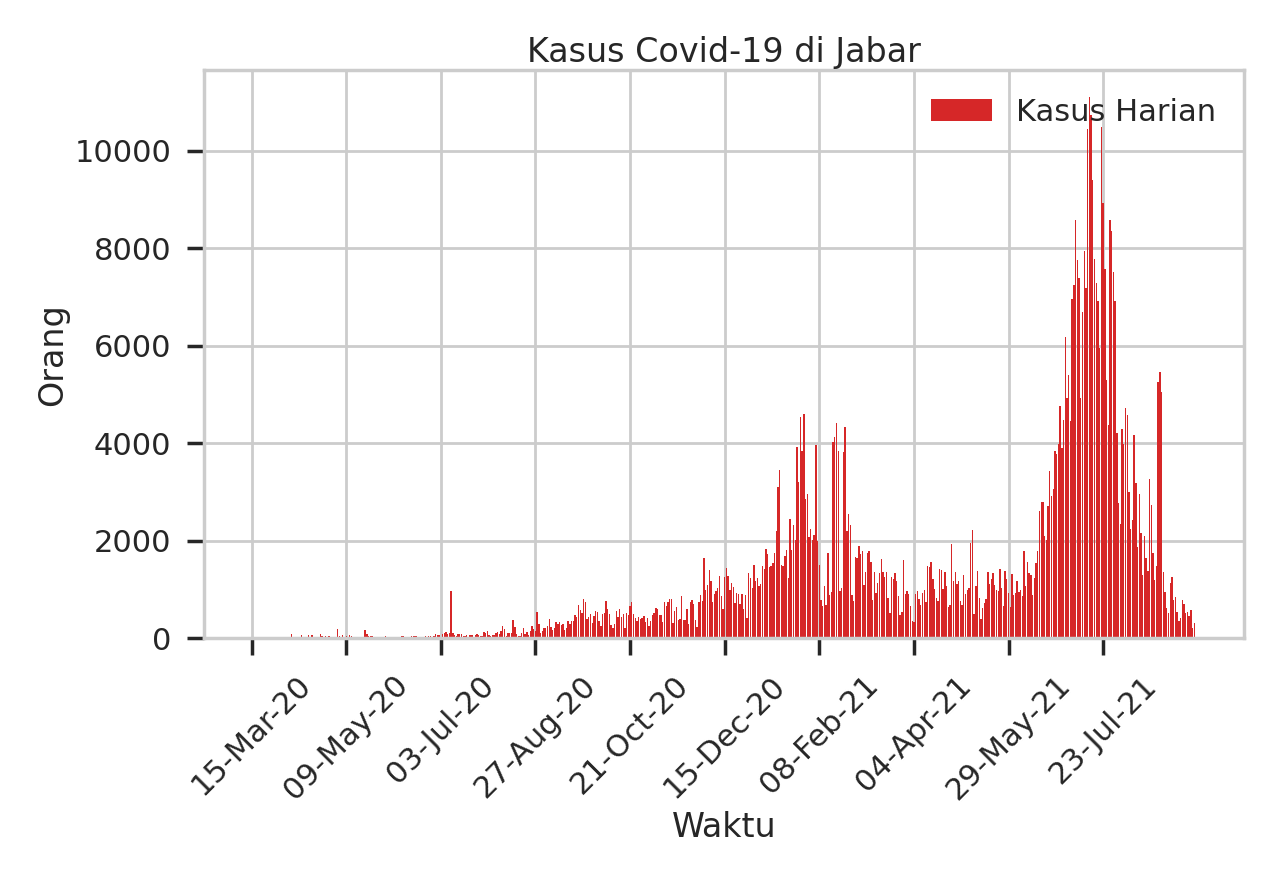 Kasus Covid-19 di Jabar
Kasus Harian
10000
8000
6000
4000
2000
0
Orang
15-Mar-20
09-May-20
03-Jul-20
27-Aug-20
21-Oct-20
15-Dec-20
08-Feb-21
04-Apr-21
29-May-21
23-Jul-21
Waktu